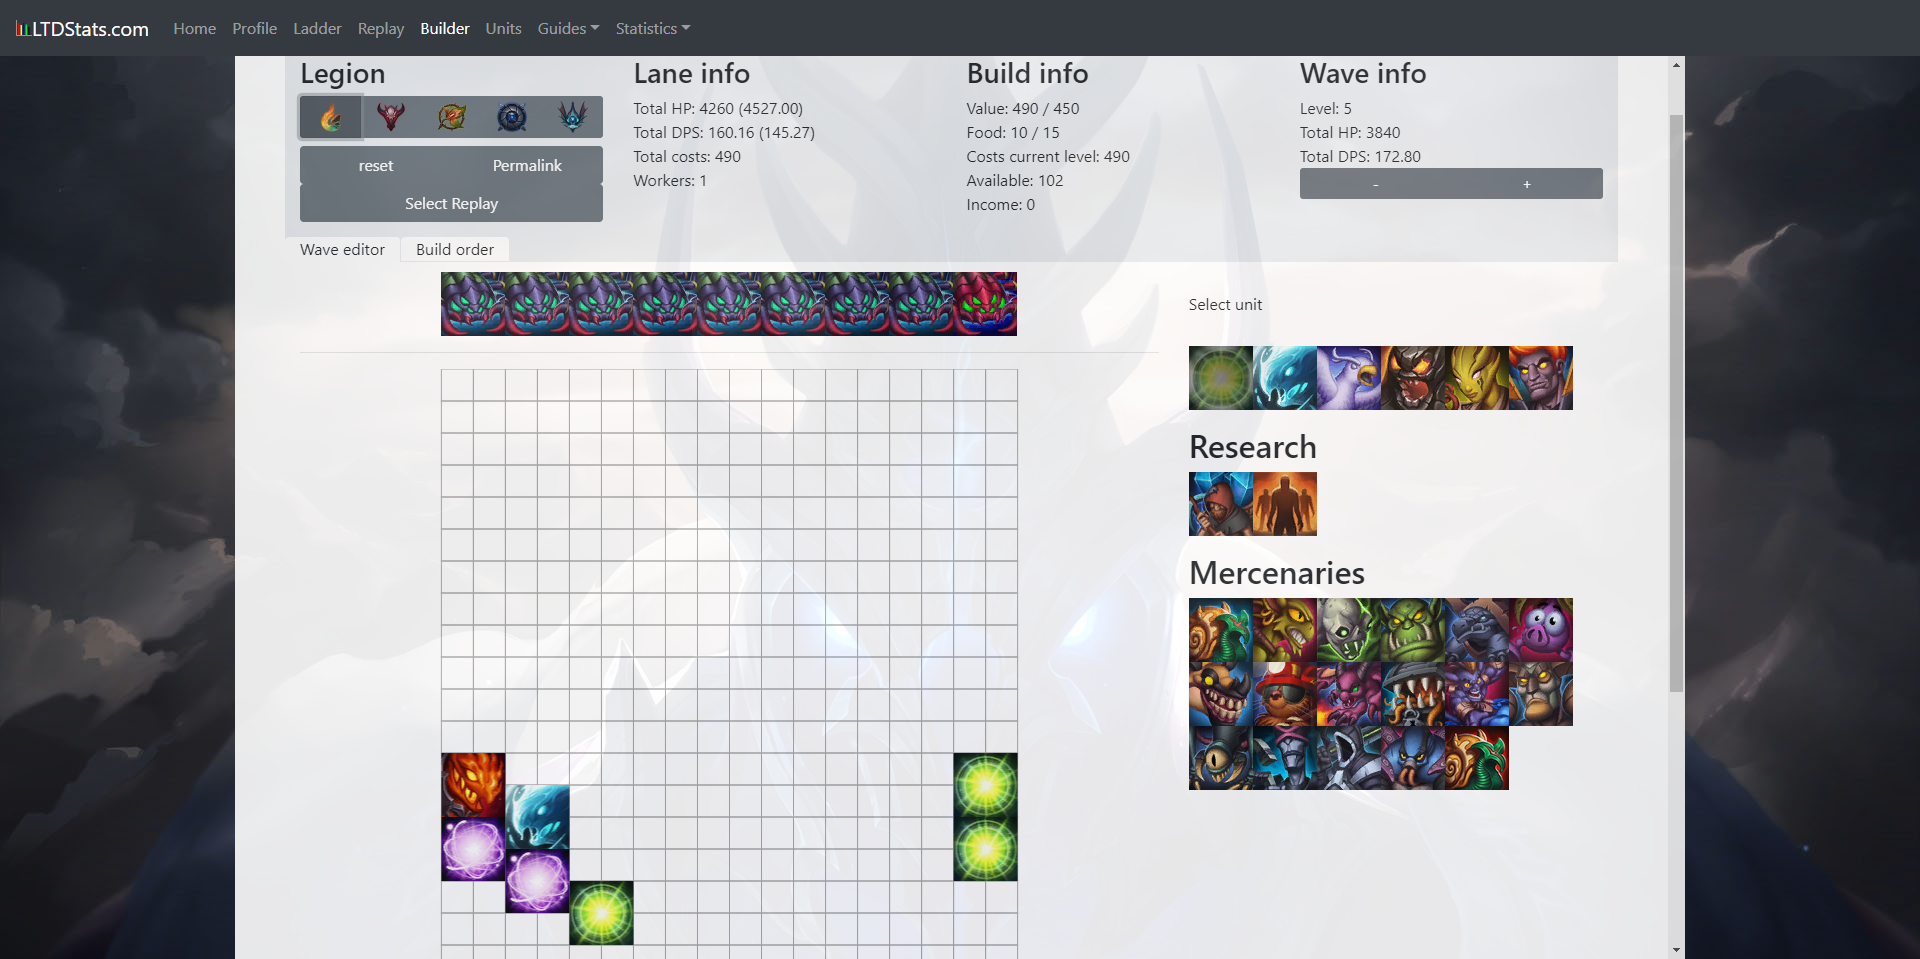 LTDStats.com Home Profile Ladder Replay Builder Units Guides Statistics
Legion
reset Permalink
Select Replay
Lane info
Total HP: 4260 (4527.00)
Total DPS: 160.16 (145.27)
Total costs: 490
Workers: 1
Build info
Value: 490 / 450
Food: 10 / 15
Costs current level: 490
Available: 102
Income: 0
Wave info
Level: 5
Total HP: 3840
Total DPS: 172.80
- +
Wave editor Build order
Select unit
Research
Mercenaries